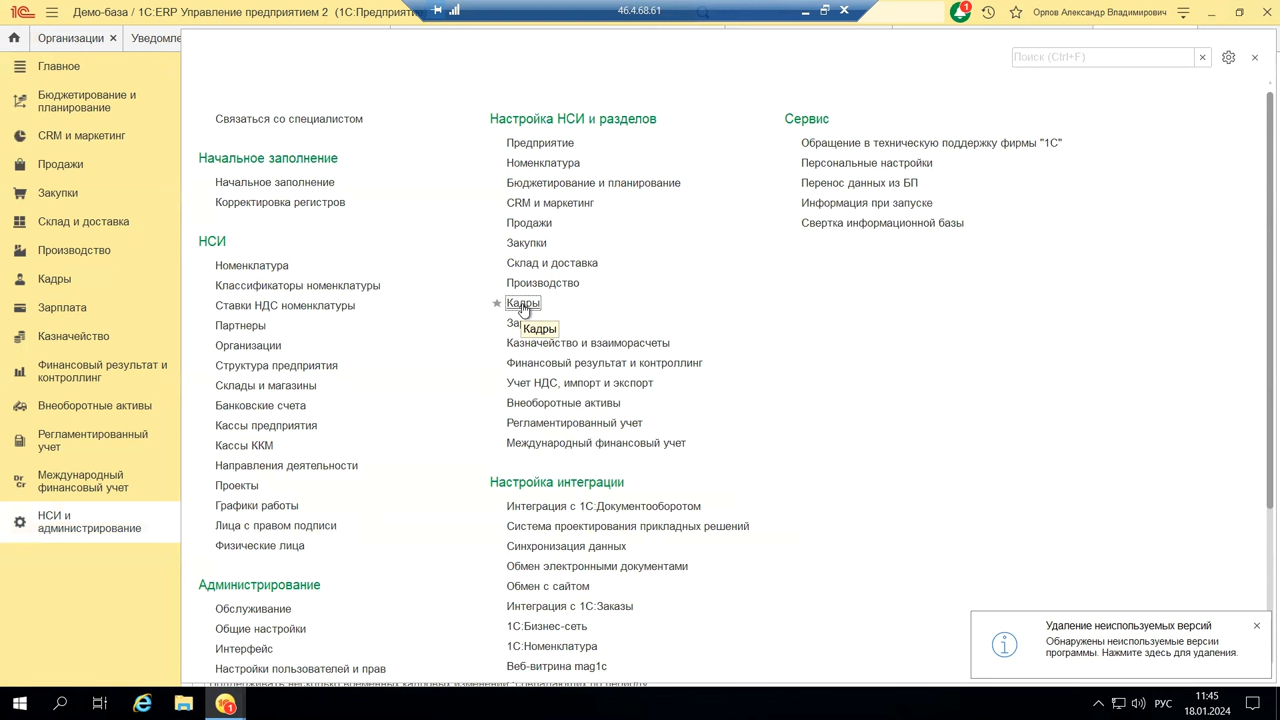 Демо-база / 1С:ERP Управление предприятием 2 (1С:Предприятие
46.4.68.61
1
Орлов Александр Владимирович
Организации
Уведомле
Главное
Бюджетирование и
планирование
CRM и маркетинг
Продажи
Закупки
Склад и доставка
Производство
Кадры
Зарплата
Казначейство
Финансовый результат и
контроллинг
Внеоборотные активы
Регламентированный
учет
Dr
Cr
Международный
финансовый учет
НСИ и
администрирование
Поиск (Ctrl+F)
Связаться со специалистом
Начальное заполнение
Начальное заполнение
Корректировка регистров
НСИ
Номенклатура
Классификаторы номенклатуры
Ставки НДС номенклатуры
Партнеры
Организации
Структура предприятия
Склады и магазины
Банковские счета
Кассы предприятия
Кассы ККМ
Направления деятельности
Проекты
Графики работы
Лица с правом подписи
Физические лица
Администрирование
Обслуживание
Общие настройки
Интерфейс
Настройки пользователей и прав
Настройка НСИ и разделов
Предприятие
Номенклатура
Бюджетирование и планирование
CRM и маркетинг
Продажи
Закупки
Склад и доставка
Производство
Кадры
Зар
Кадры
Казначейство и взаиморасчеты
Финансовый результат и контроллинг
Учет НДС, импорт и экспорт
Внеоборотные активы
Регламентированный учет
Международный финансовый учет
Настройка интеграции
Интеграция с 1С:Документооборотом
Система проектирования прикладных решений
Синхронизация данных
Обмен электронными документами
Обмен с сайтом
Интеграция с 1С:Заказы
1С:Бизнес-сеть
1С:Номенклатура
Веб-витрина mag1c
Сервис
Обращение в техническую поддержку фирмы "1С"
Персональные настройки
Перенос данных из БП
Информация при запуске
Свертка информационной базы
Удаление неиспользуемых версий
Обнаружены неиспользуемые версии
программы. Нажмите здесь для удаления.
1
РУС
11:45
18.01.2024